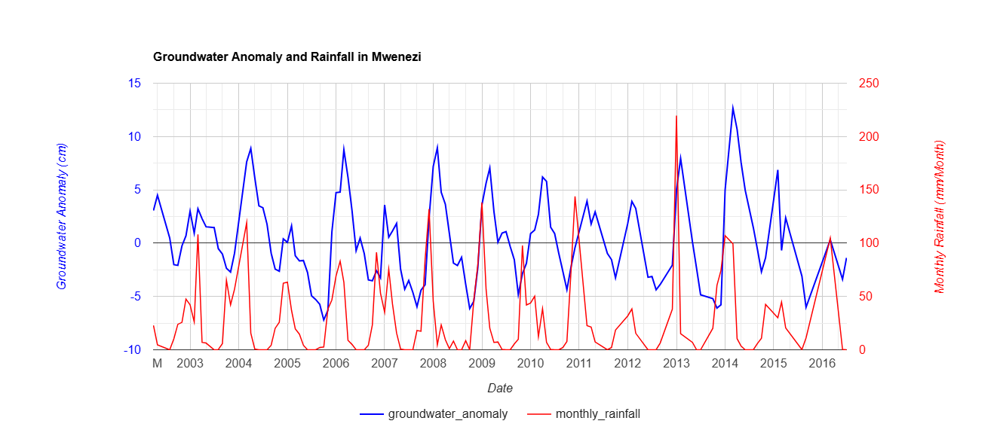 Groundwater Anomaly and Rainfall in Mwenezi
15 250
10 200
5 150
0 100
-5 50
-10 0
Groundwater Anomaly (cm)
Monthly Rainfall (mm/Month)
M 2003 2004 2005 2006 2007 2008 2009 2010 2011 2012 2013 2014 2015 2016
Date
groundwater_anomaly monthly_rainfall